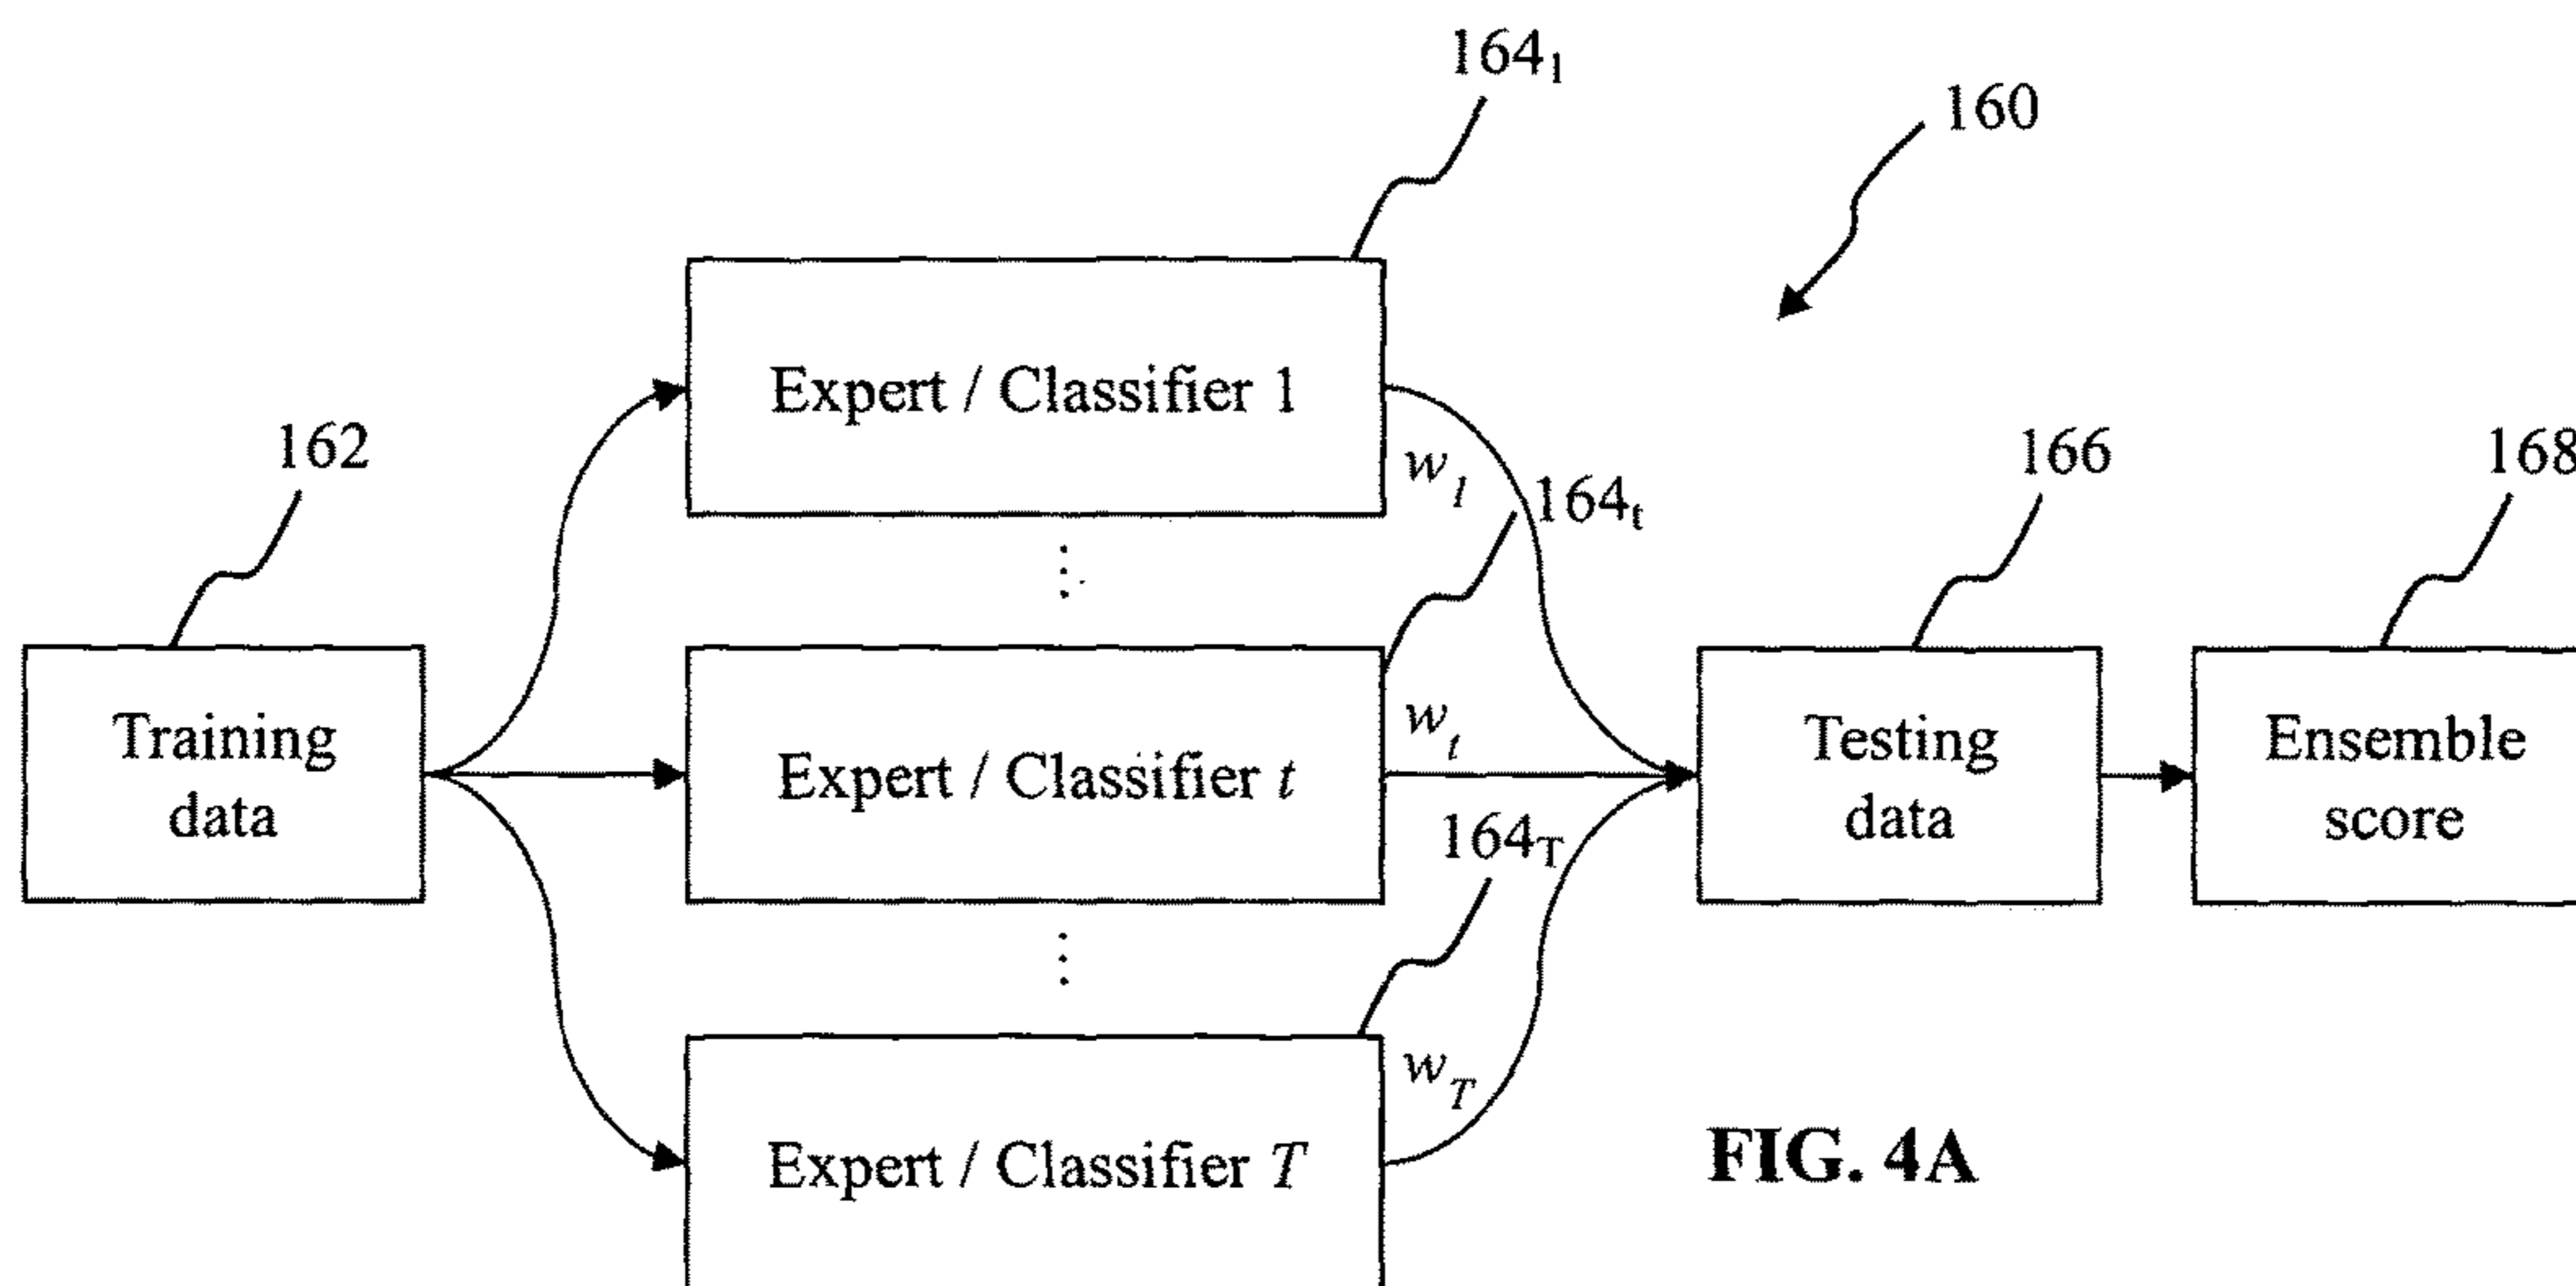 164₁
160
Expert / Classifier 1
162
w₁
164ₜ
166
168
Training
data
Expert / Classifier t
wₜ
Testing
data
Ensemble
score
164_T
w_T
Expert / Classifier T
FIG. 4A